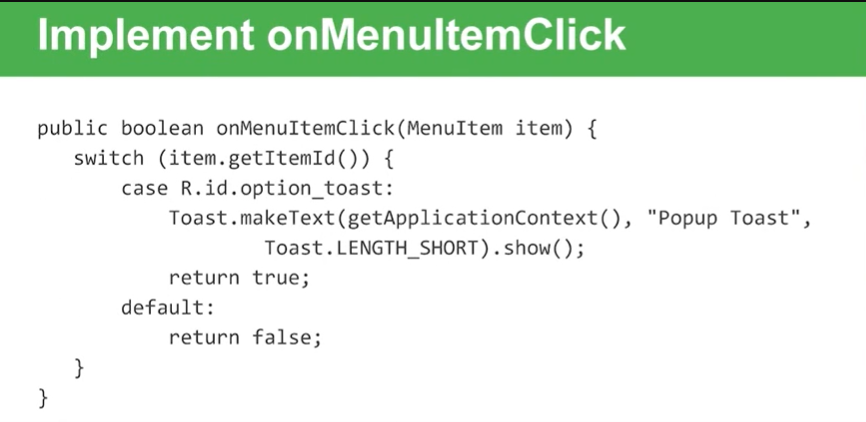 Implement onMenuItemClick
public boolean onMenuItemClick(MenuItem item) {
switch (item.getItemId()) {
case R.id.option_toast:
Toast.makeText(getApplicationContext(), "Popup Toast",
Toast.LENGTH_SHORT).show();
return true;
default:
return false;
}
}